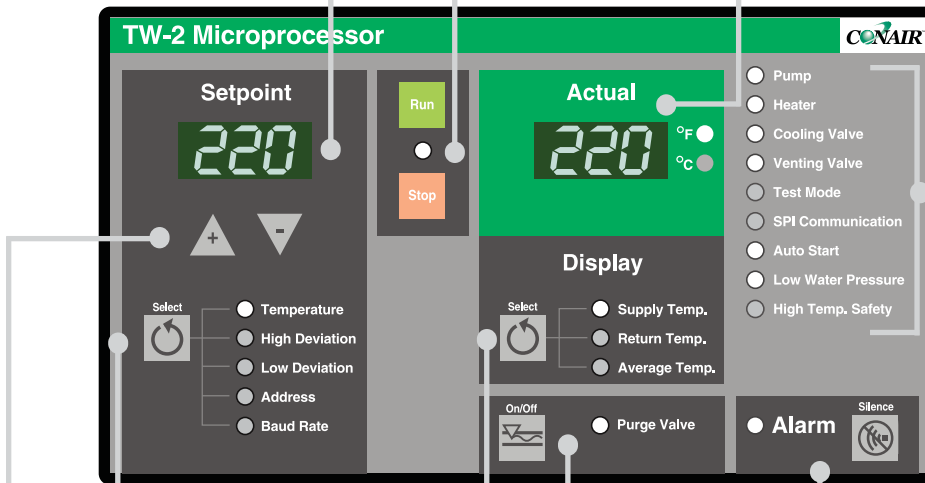 TW-2 Microprocessor
CONAIR
Setpoint
220
+
-
Select
Temperature
High Deviation
Low Deviation
Address
Baud Rate
Run
Stop
Actual
220
°F
°C
Display
Select
Supply Temp.
Return Temp.
Average Temp.
On/Off
Purge Valve
Pump
Heater
Cooling Valve
Venting Valve
Test Mode
SPI Communication
Auto Start
Low Water Pressure
High Temp. Safety
Alarm
Silence